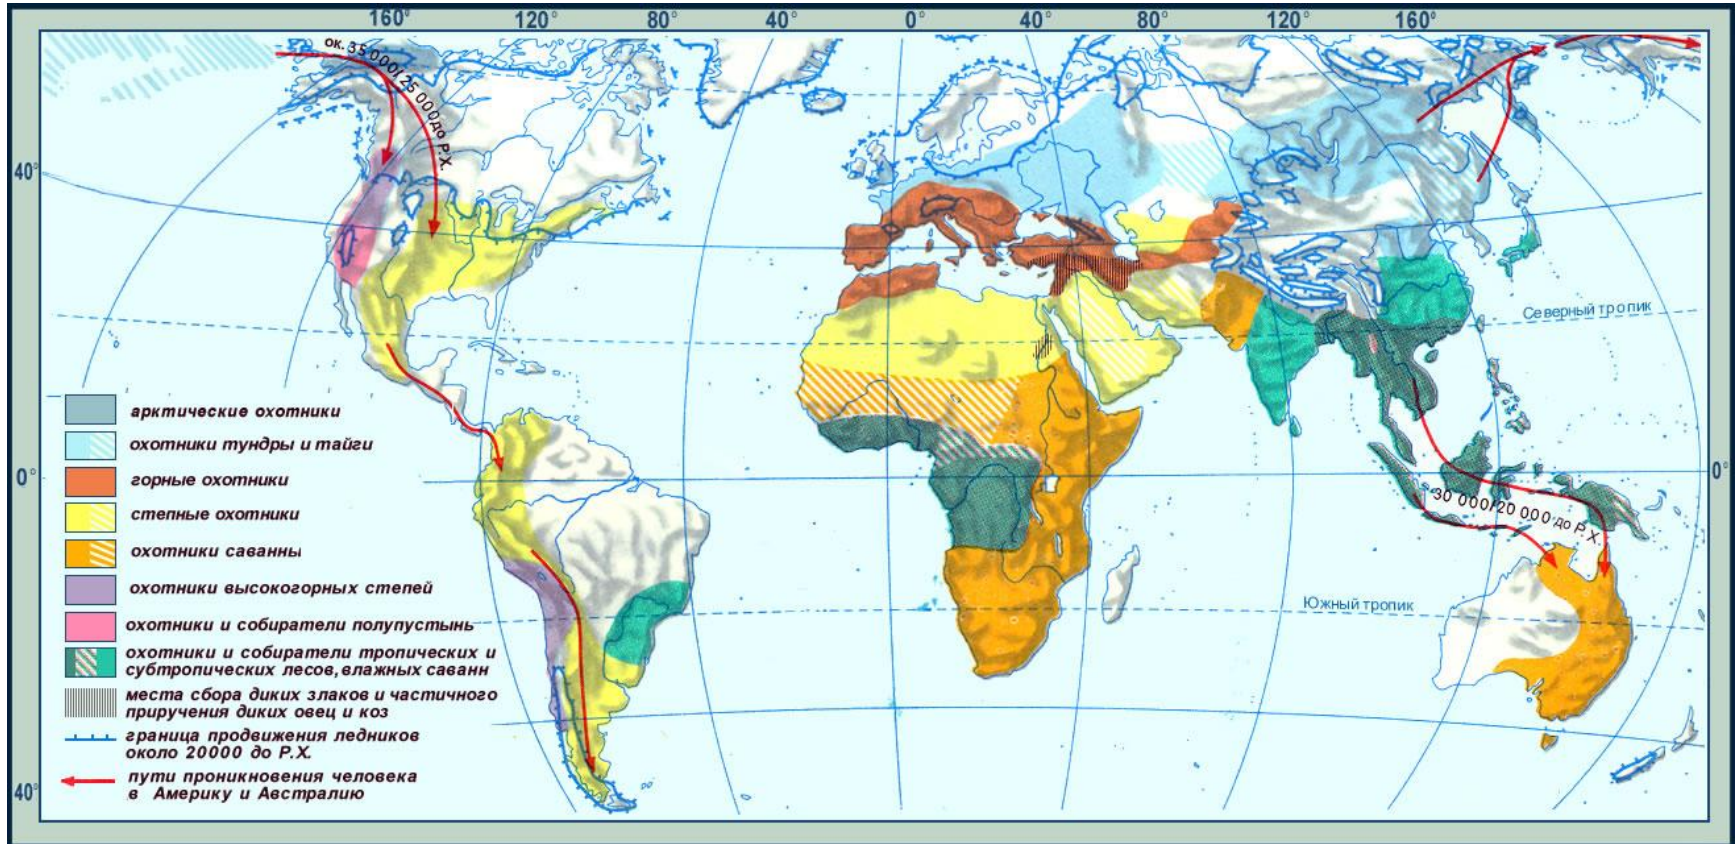 160°
120°
80°
40°
0°
40°
80°
120°
160°
ок. 35 000/25 000 до Р.Х.
40°
40°
Северный тропик
арктические охотники
охотники тундры и тайги
горные охотники
0°
0°
степные охотники
30 000/20 000 до Р.Х.
охотники саванны
охотники высокогорных степей
Южный тропик
охотники и собиратели полупустынь
охотники и собиратели тропических и
субтропических лесов, влажных саванн
места сбора диких злаков и частичного
приручения диких овец и коз
граница продвижения ледников
около 20000 до Р.Х.
пути проникновения человека
в Америку и Австралию
40°